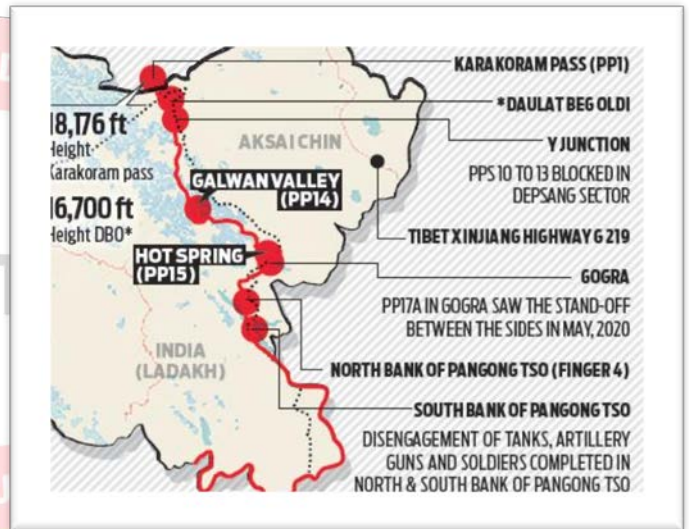 KARAKORAM PASS (PP1)
*DAULAT BEG OLDI
Y JUNCTION
PPS 10 TO 13 BLOCKED IN
DEPSANG SECTOR
TIBET XINJIANG HIGHWAY G 219
GOGRA
PP17A IN GOGRA SAW THE STAND-OFF
BETWEEN THE SIDES IN MAY, 2020
NORTH BANK OF PANGONG TSO (FINGER 4)
SOUTH BANK OF PANGONG TSO
DISENGAGEMENT OF TANKS, ARTILLERY
GUNS AND SOLDIERS COMPLETED IN
NORTH & SOUTH BANK OF PANGONG TSO
18,176 ft
Height
Karakoram pass
16,700 ft
Height DBO*
AKSAI CHIN
GALWAN VALLEY
(PP14)
HOT SPRING
(PP15)
INDIA
(LADAKH)